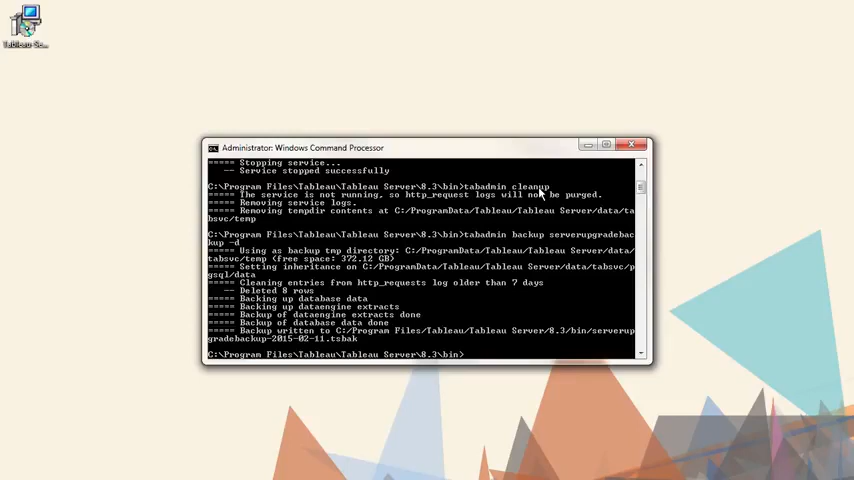 Tableau-Se...
Administrator: Windows Command Processor
===== Stopping service...
-- Service stopped successfully
C:\Program Files\Tableau\Tableau Server\8.3\bin>tabadmin cleanup
===== The service is not running, so http_request logs will not be purged.
===== Removing service logs.
===== Removing tempdir contents at C:/ProgramData/Tableau/Tableau Server/data/ta
bsvc/temp
C:\Program Files\Tableau\Tableau Server\8.3\bin>tabadmin backup serverupgradebac
kup -d
===== Using as backup tmp directory: C:/ProgramData/Tableau/Tableau Server/data/
tabsvc/temp (free space: 372.12 GB)
===== Setting inheritance on C:/ProgramData/Tableau/Tableau Server/data/tabsvc/p
gsql/data
===== Cleaning entries from http_requests log older than 7 days
-- Deleted 8 rows
===== Backing up database data
===== Backing up dataengine extracts
===== Backup of dataengine extracts done
===== Backup of database data done
===== Backup written to C:/Program Files/Tableau/Tableau Server/8.3/bin/serverup
gradebackup-2015-02-11.tsbak
C:\Program Files\Tableau\Tableau Server\8.3\bin>